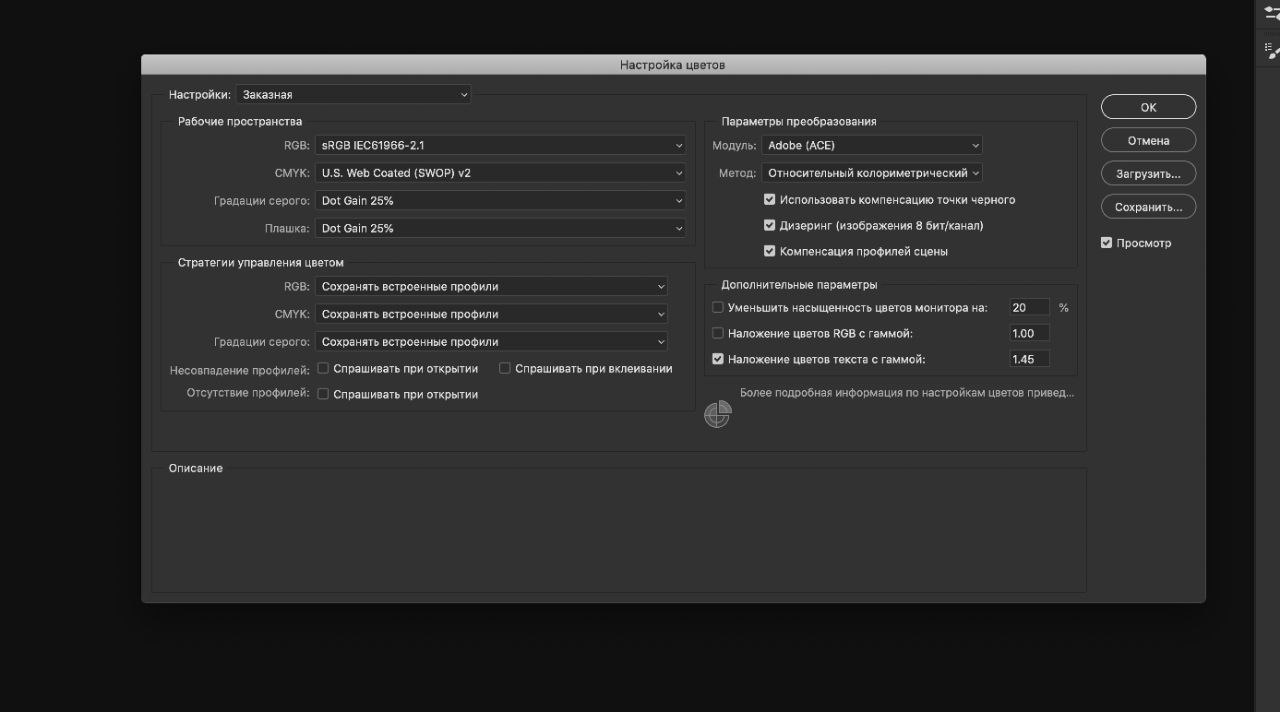 Настройка цветов
Настройки: Заказная
Рабочие пространства
RGB: sRGB IEC61966-2.1
CMYK: U.S. Web Coated (SWOP) v2
Градации серого: Dot Gain 25%
Плашка: Dot Gain 25%
Стратегии управления цветом
RGB: Сохранять встроенные профили
CMYK: Сохранять встроенные профили
Градации серого: Сохранять встроенные профили
Несовпадение профилей: Спрашивать при открытии Спрашивать при вклеивании
Отсутствие профилей: Спрашивать при открытии
Параметры преобразования
Модуль: Adobe (ACE)
Метод: Относительный колориметрический
Использовать компенсацию точки черного
Дизеринг (изображения 8 бит/канал)
Компенсация профилей сцены
Дополнительные параметры
Уменьшить насыщенность цветов монитора на: 20 %
Наложение цветов RGB с гаммой: 1.00
Наложение цветов текста с гаммой: 1.45
Более подробная информация по настройкам цветов привед...
OK
Отмена
Загрузить...
Сохранить...
Просмотр
Описание